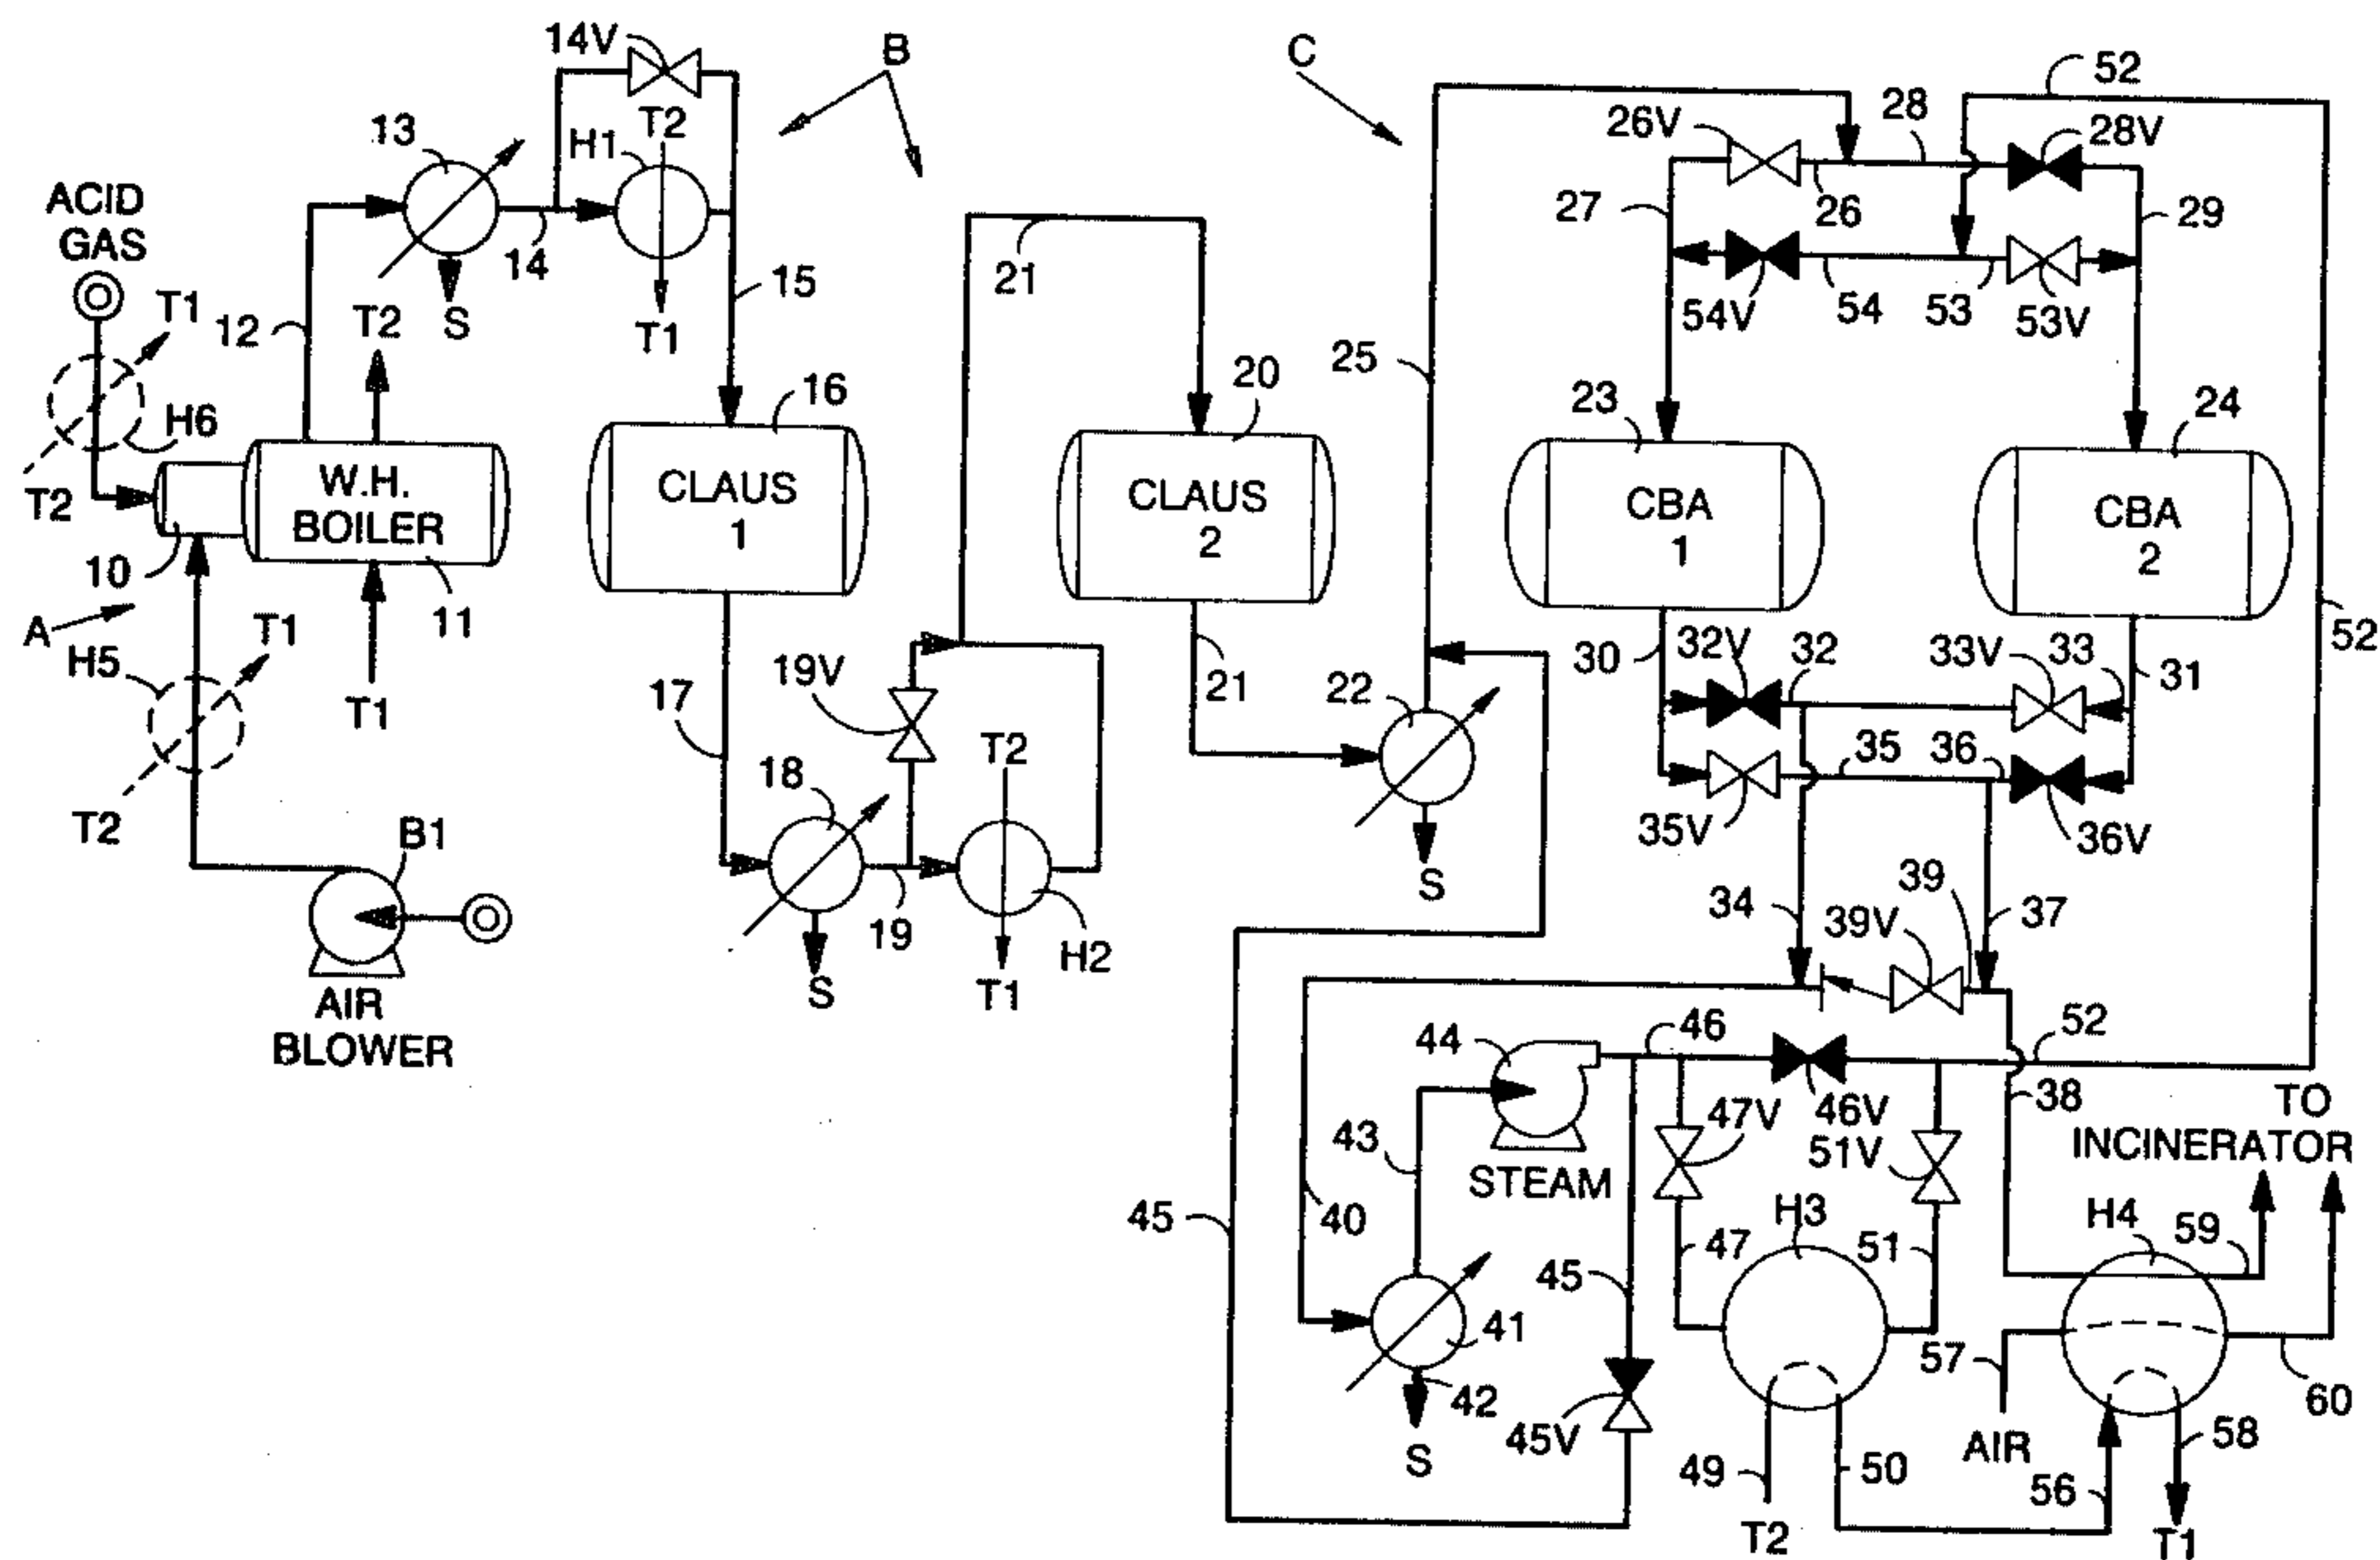 14V
B
C
52
13
H1
T2
26V
28
28V
ACID
GAS
14
27
26
29
T1
12
T2
S
T1
15
21
54V
54
53
53V
H6
16
25
20
23
24
T2
W.H.
BOILER
CLAUS
1
CLAUS
2
CBA
1
CBA
2
10
11
A
T1
H5
T1
17
19V
21
22
30
32V
32
33V
33
31
52
T2
18
T2
35
36
35V
36V
B1
S
19
H2
34
39V
39
37
S
T1
AIR
BLOWER
44
46
52
43
STEAM
47V
46V
51V
38
TO
INCINERATOR
45
40
47
H3
51
H4
59
45
41
57
60
42
45V
S
49
50
AIR
56
58
T2
T1